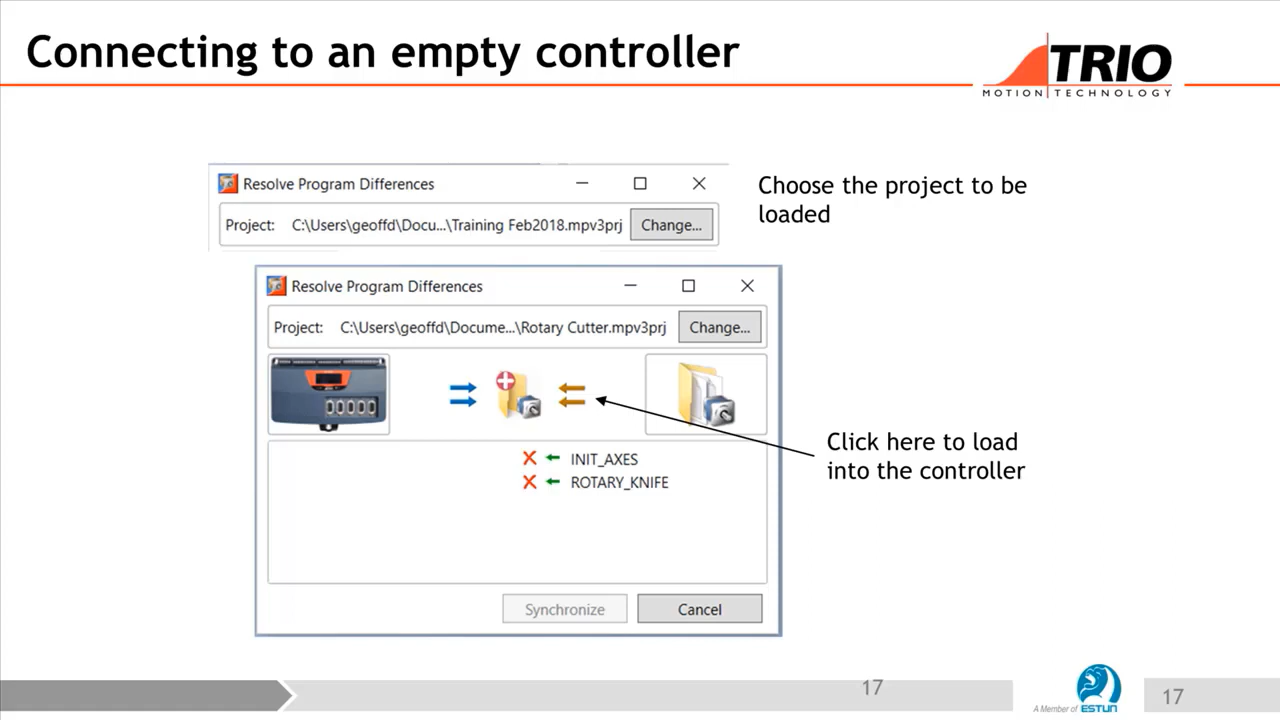 Connecting to an empty controller
TRIO
MOTION TECHNOLOGY
Resolve Program Differences
Project: C:\Users\geoffd\Docu...\Training Feb2018.mpv3prj Change...
Choose the project to be
loaded
Resolve Program Differences
Project: C:\Users\geoffd\Docume...\Rotary Cutter.mpv3prj Change...
Click here to load
into the controller
INIT_AXES
ROTARY_KNIFE
Synchronize Cancel
17
A Member of ESTUN
17